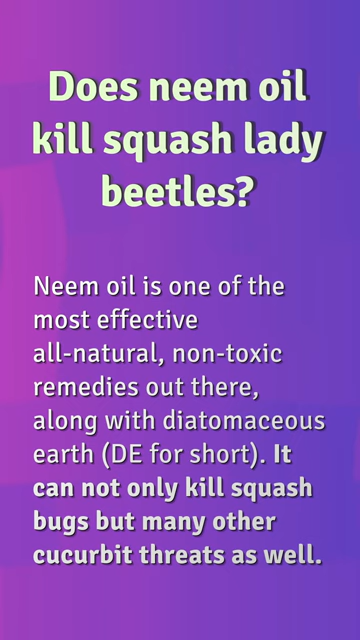 Does neem oil
kill squash lady
beetles?
Neem oil is one of the
most effective
all-natural, non-toxic
remedies out there,
along with diatomaceous
earth (DE for short). It
can not only kill squash
bugs but many other
cucurbit threats as well.